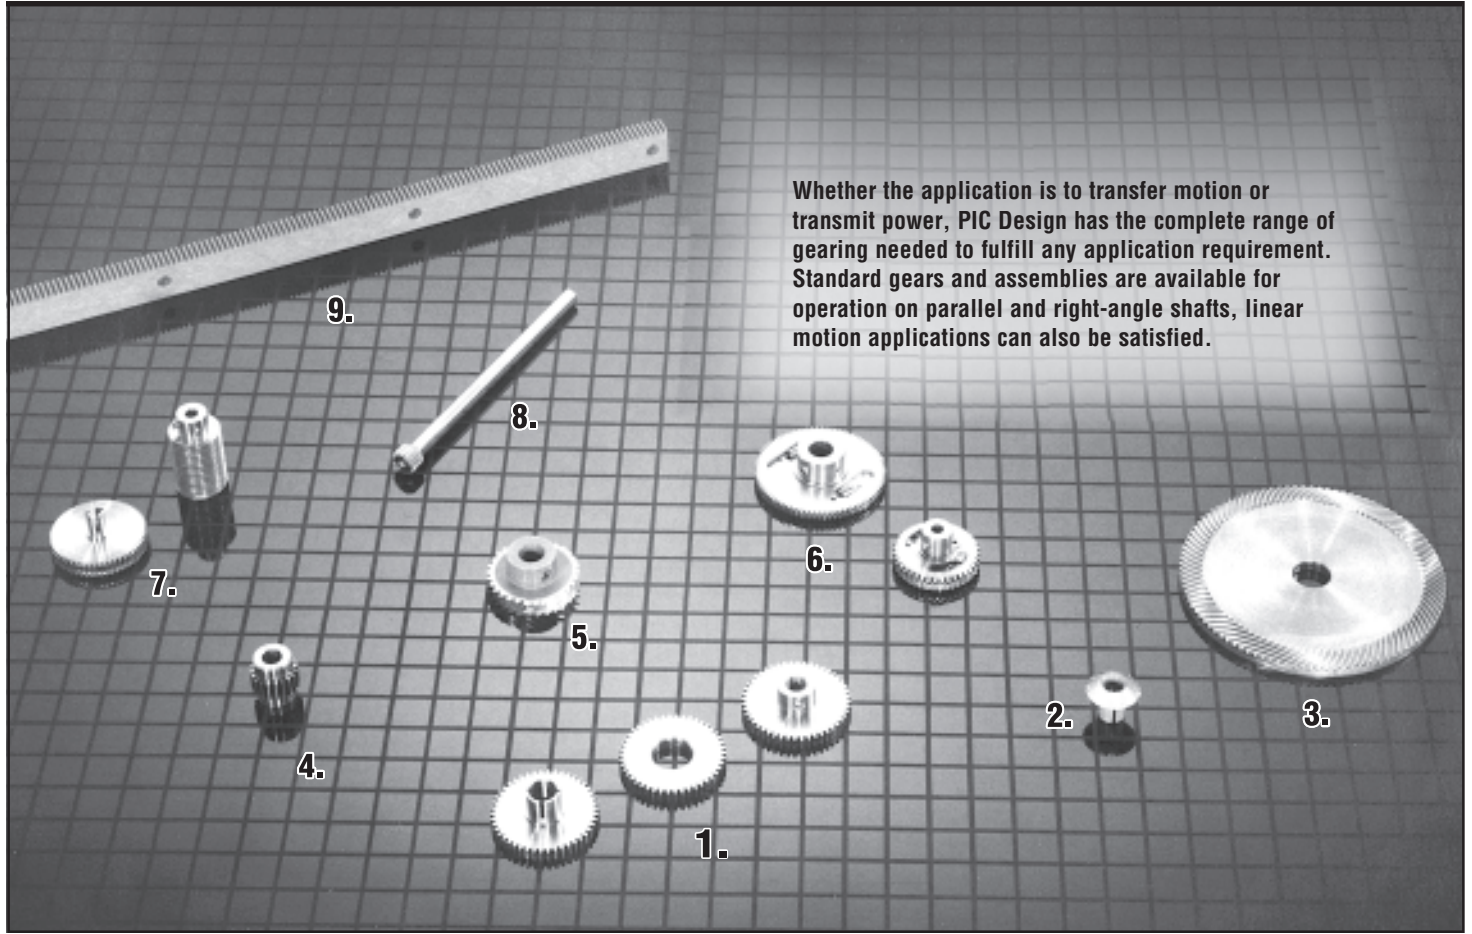 Whether the application is to transfer motion or
transmit power, PIC Design has the complete range of
gearing needed to fulfill any application requirement.
Standard gears and assemblies are available for
operation on parallel and right-angle shafts, linear
motion applications can also be satisfied.
9.
8.
6.
7.
5.
2.
3.
4.
1.